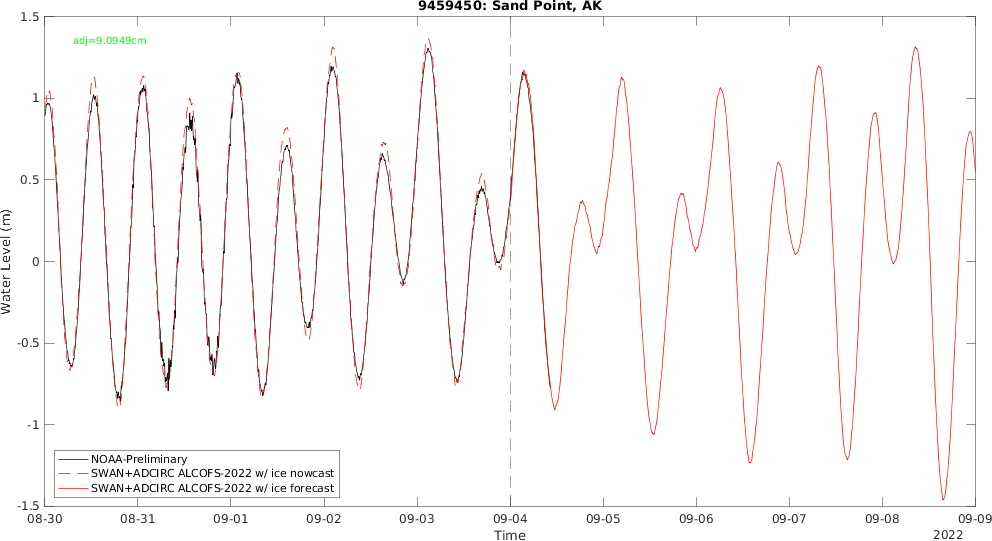 9459450: Sand Point, AK
adj=9.0949cm
Water Level (m)
1.5
1
0.5
0
-0.5
-1
-1.5
NOAA-Preliminary
SWAN+ADCIRC ALCOFS-2022 w/ ice nowcast
SWAN+ADCIRC ALCOFS-2022 w/ ice forecast
08-30 08-31 09-01 09-02 09-03 09-04 09-05 09-06 09-07 09-08 09-09
Time
2022